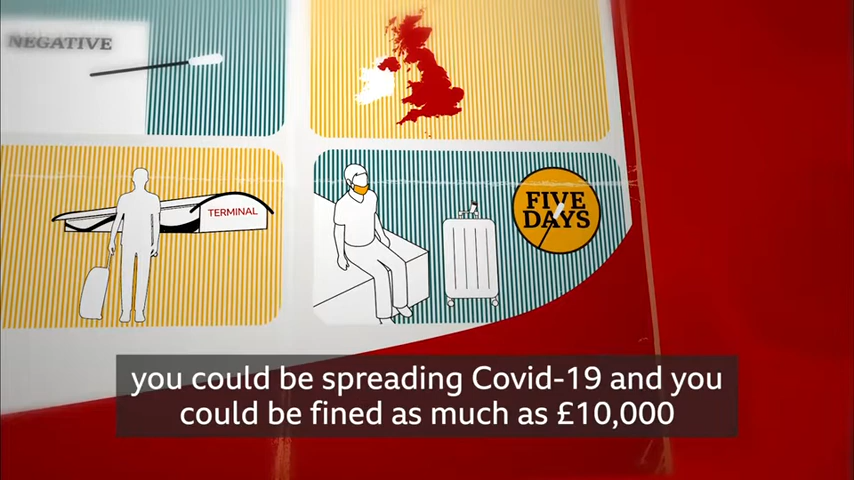 NEGATIVE
TERMINAL
FIVE
DAYS
you could be spreading Covid-19 and you
could be fined as much as £10,000